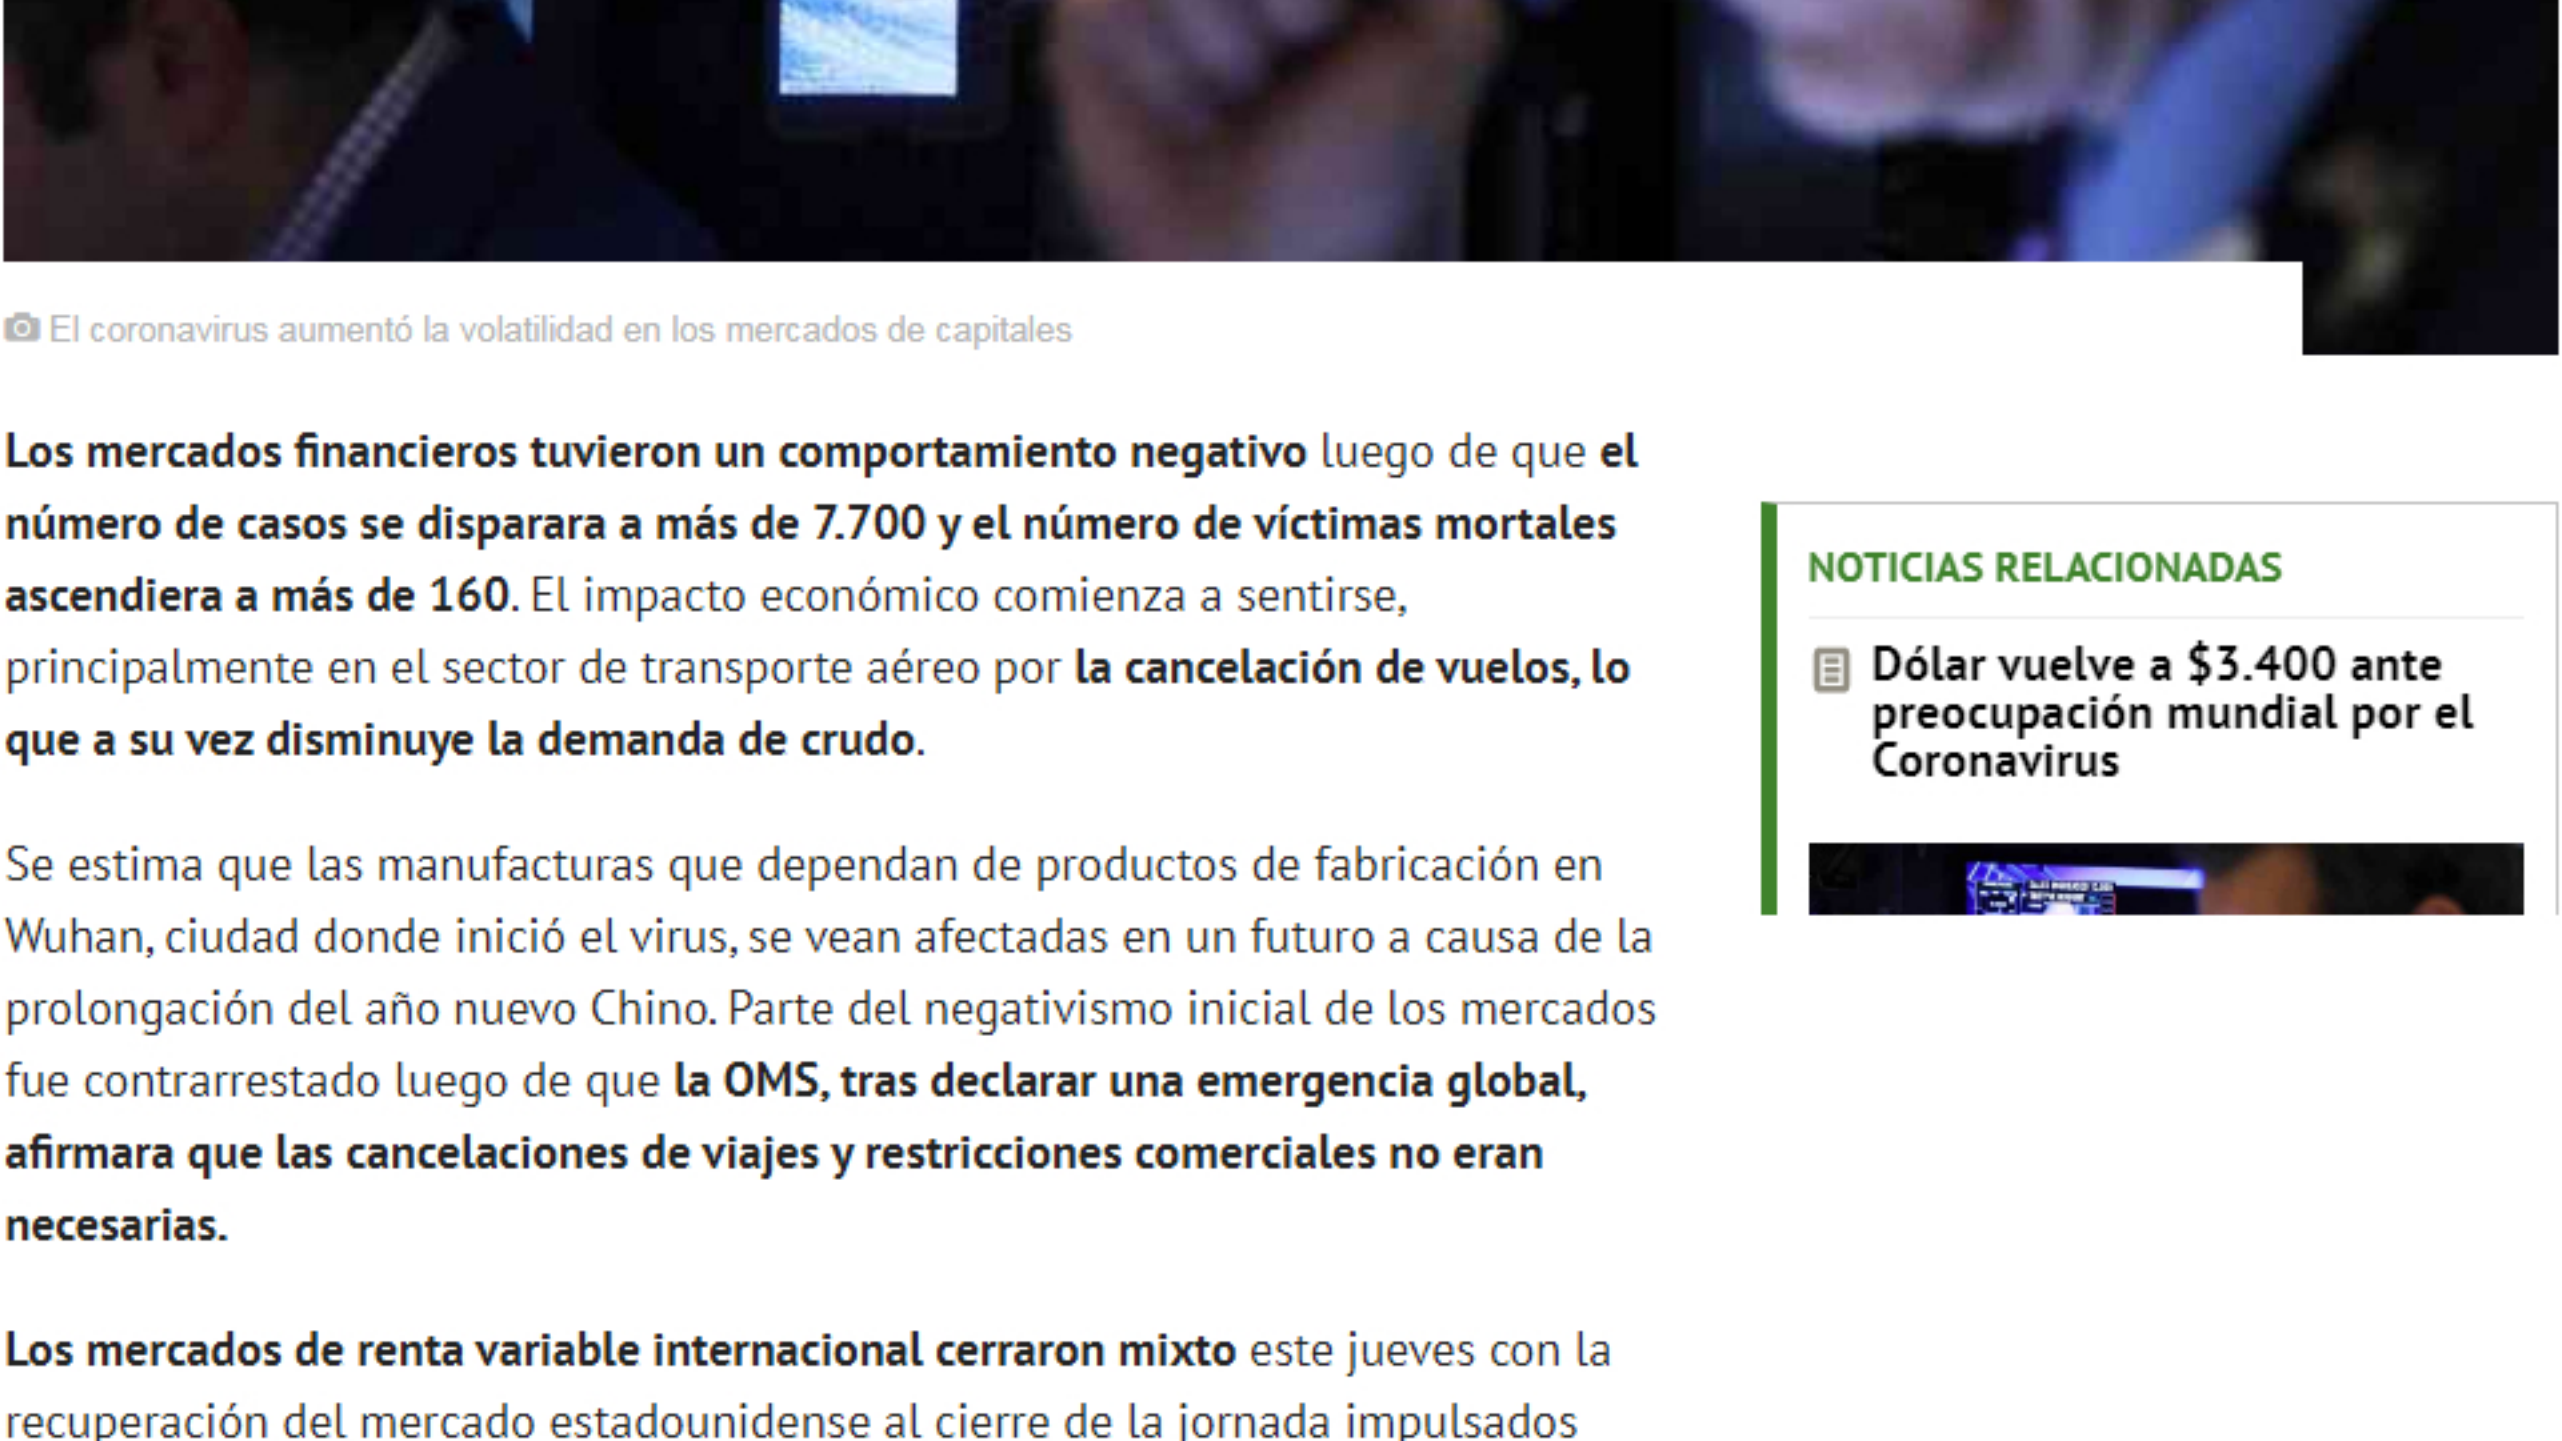 El coronavirus aumentó la volatilidad en los mercados de capitales
Los mercados financieros tuvieron un comportamiento negativo luego de que el
número de casos se disparara a más de 7.700 y el número de víctimas mortales
ascendiera a más de 160. El impacto económico comienza a sentirse,
principalmente en el sector de transporte aéreo por la cancelación de vuelos, lo
que a su vez disminuye la demanda de crudo.
Se estima que las manufacturas que dependan de productos de fabricación en
Wuhan, ciudad donde inició el virus, se vean afectadas en un futuro a causa de la
prolongación del año nuevo Chino. Parte del negativismo inicial de los mercados
fue contrarrestado luego de que la OMS, tras declarar una emergencia global,
afirmara que las cancelaciones de viajes y restricciones comerciales no eran
necesarias.
Los mercados de renta variable internacional cerraron mixto este jueves con la
recuperación del mercado estadounidense al cierre de la jornada impulsados
NOTICIAS RELACIONADAS
Dólar vuelve a $3.400 ante
preocupación mundial por el
Coronavirus